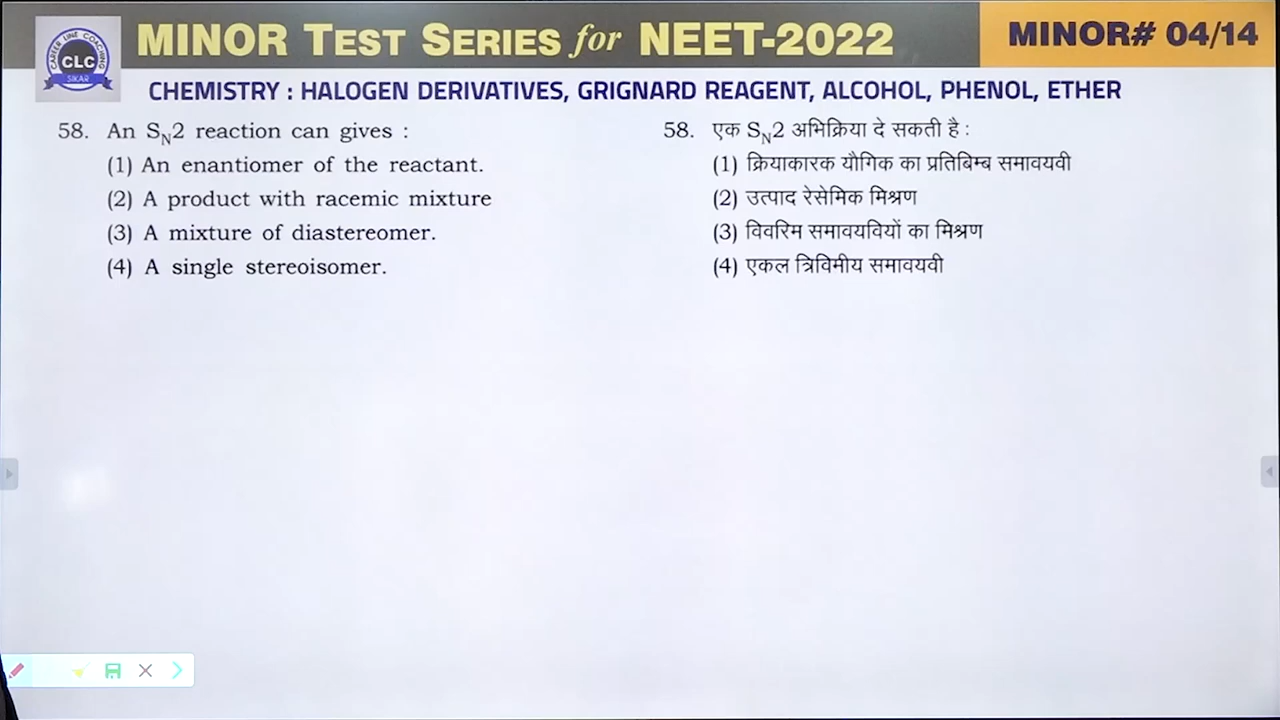 MINOR TEST SERIES for NEET-2022
MINOR# 04/14
CAREER LINE COACHING
CLC
SIKAR
CHEMISTRY : HALOGEN DERIVATIVES, GRIGNARD REAGENT, ALCOHOL, PHENOL, ETHER
58. An SN2 reaction can gives :
(1) An enantiomer of the reactant.
(2) A product with racemic mixture
(3) A mixture of diastereomer.
(4) A single stereoisomer.
58. एक SN2 अभिक्रिया दे सकती है :
(1) क्रियाकारक यौगिक का प्रतिबिम्ब समावयवी
(2) उत्पाद रेसेमिक मिश्रण
(3) विवरिम समावयवियों का मिश्रण
(4) एकल त्रिविमीय समावयवी